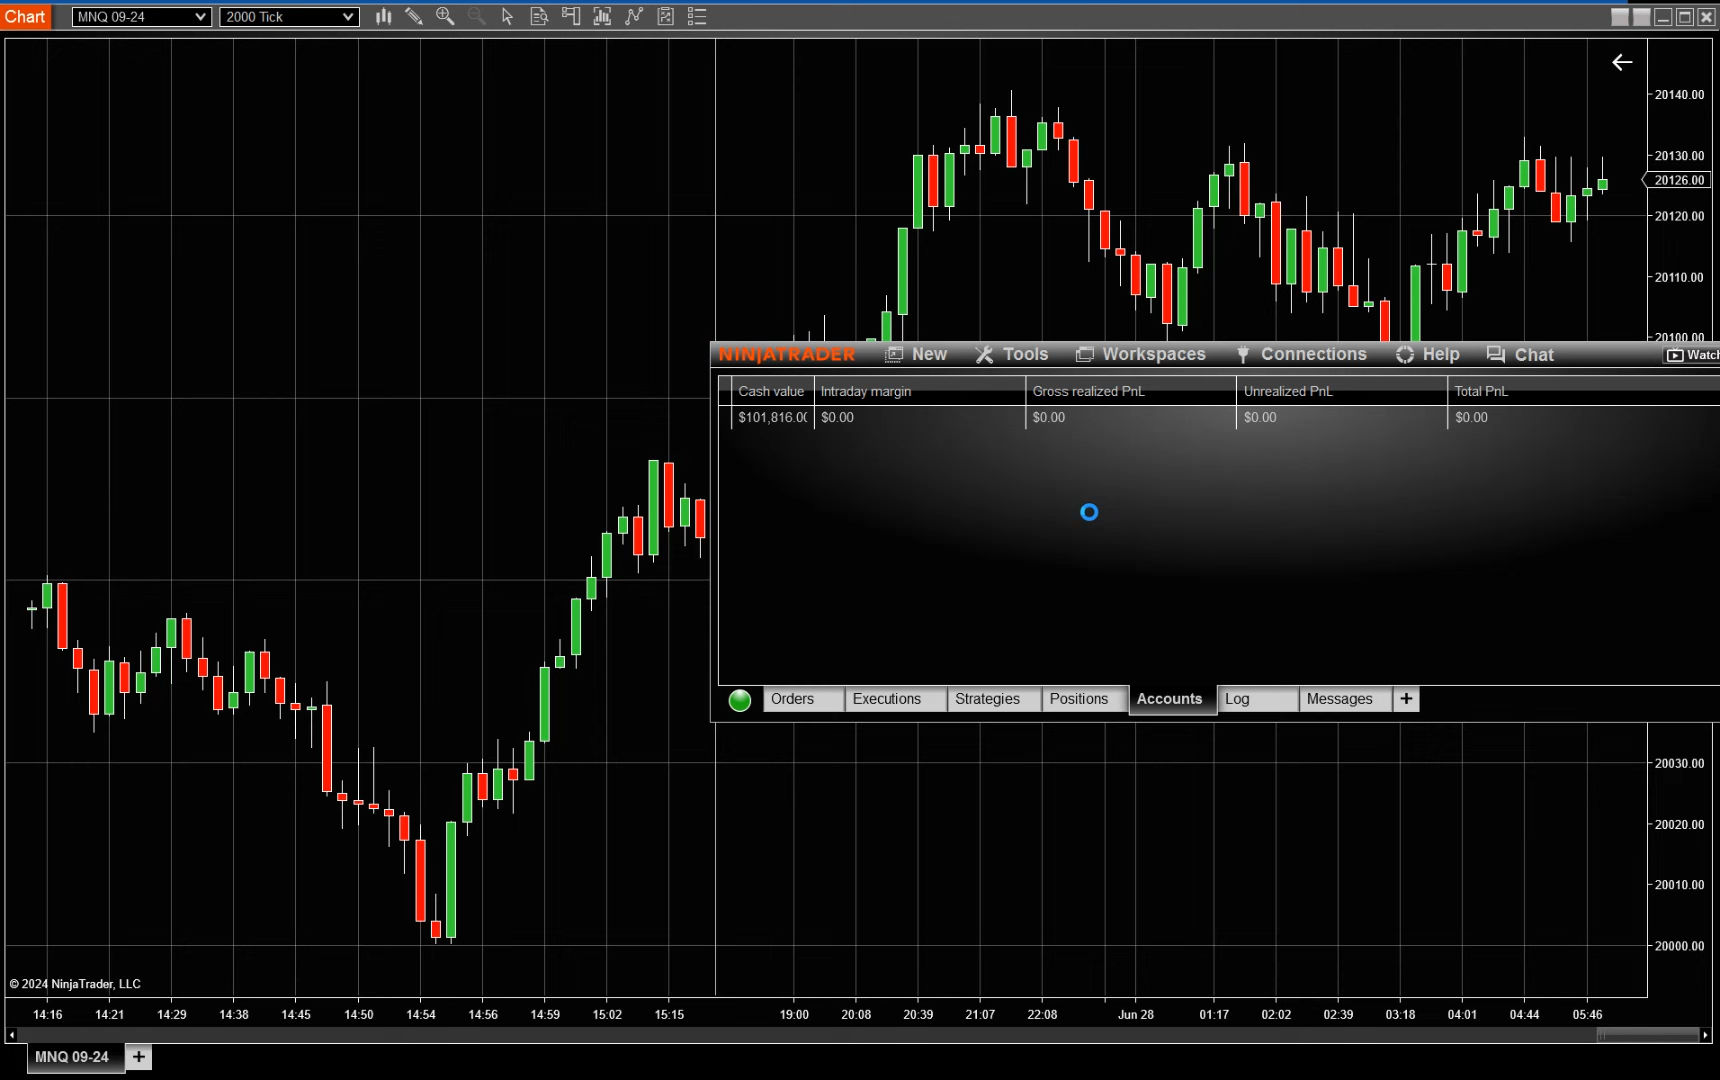 Chart MNQ 09-24 2000 Tick
20140.00
20130.00
20126.00
20120.00
20110.00
20100.00
NINJATRADER New Tools Workspaces Connections Help Chat Watch
Cash value Intraday margin Gross realized PnL Unrealized PnL Total PnL
$101,816.00 $0.00 $0.00 $0.00 $0.00
Orders Executions Strategies Positions Accounts Log Messages +
20030.00
20020.00
20010.00
20000.00
© 2024 NinjaTrader, LLC
14:16 14:21 14:29 14:38 14:45 14:50 14:54 14:56 14:59 15:02 15:15 19:00 20:08 20:39 21:07 22:08 Jun 28 01:17 02:02 02:39 03:18 04:01 04:44 05:46
MNQ 09-24 +